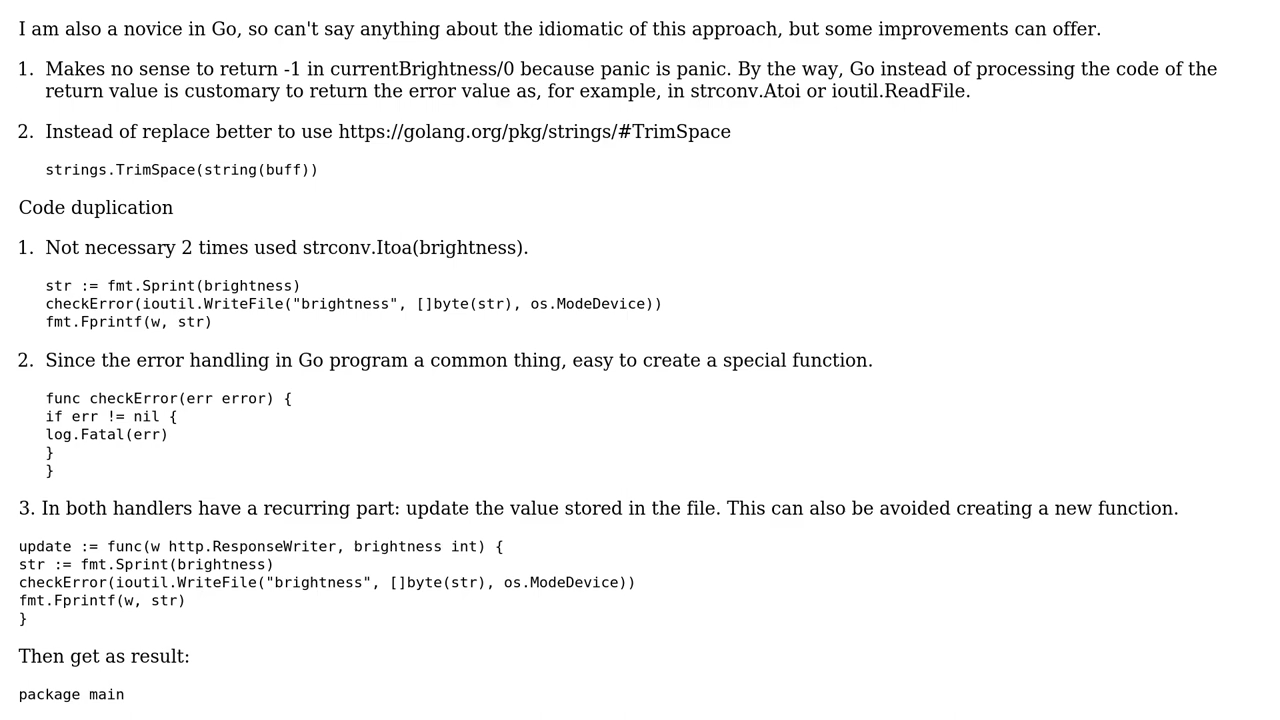 I am also a novice in Go, so can't say anything about the idiomatic of this approach, but some improvements can offer.
1. Makes no sense to return -1 in currentBrightness/0 because panic is panic. By the way, Go instead of processing the code of the
return value is customary to return the error value as, for example, in strconv.Atoi or ioutil.ReadFile.
2. Instead of replace better to use https://golang.org/pkg/strings/#TrimSpace
strings.TrimSpace(string(buff))
Code duplication
1. Not necessary 2 times used strconv.Itoa(brightness).
str := fmt.Sprint(brightness)
checkError(ioutil.WriteFile("brightness", []byte(str), os.ModeDevice))
fmt.Fprintf(w, str)
2. Since the error handling in Go program a common thing, easy to create a special function.
func checkError(err error) {
if err != nil {
log.Fatal(err)
}
}
3. In both handlers have a recurring part: update the value stored in the file. This can also be avoided creating a new function.
update := func(w http.ResponseWriter, brightness int) {
str := fmt.Sprint(brightness)
checkError(ioutil.WriteFile("brightness", []byte(str), os.ModeDevice))
fmt.Fprintf(w, str)
}
Then get as result:
package main